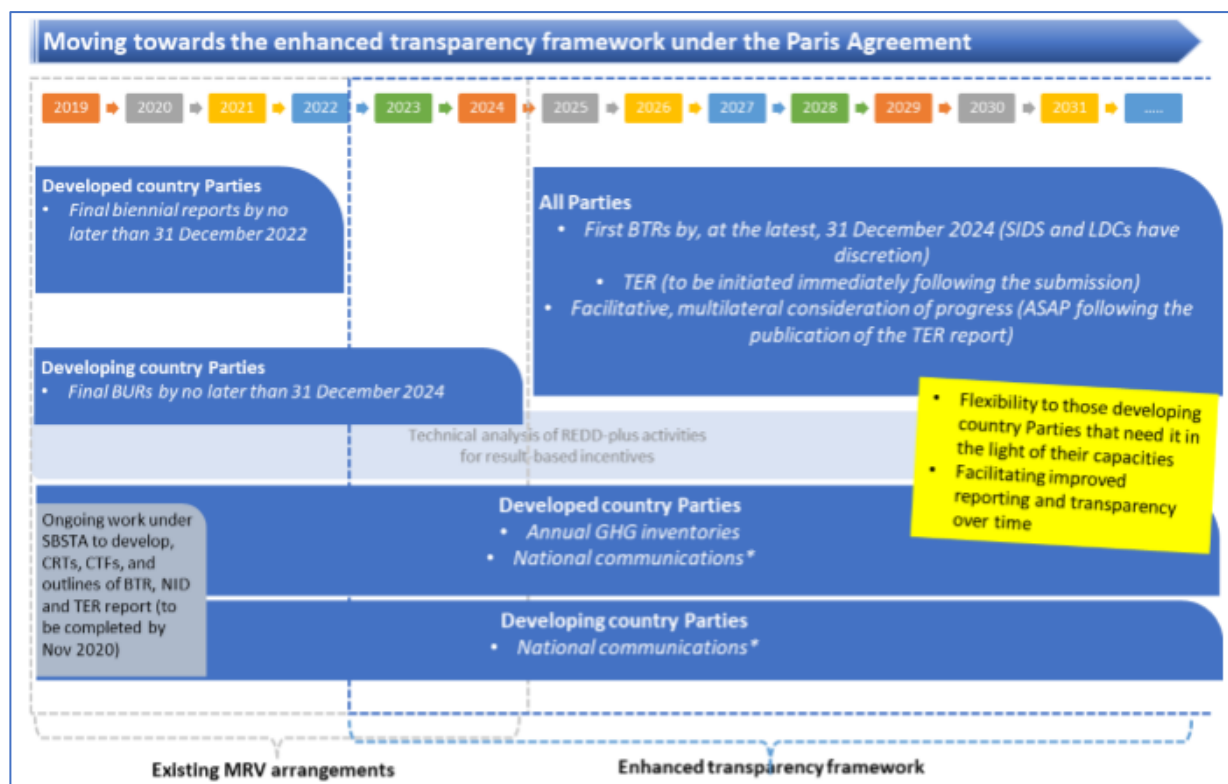 Moving towards the enhanced transparency framework under the Paris Agreement
2019 2020 2021 2022 2023 2024 2025 2026 2027 2028 2029 2030 2031 .....
Developed country Parties
• Final biennial reports by no
later than 31 December 2022
All Parties
• First BTRs by, at the latest, 31 December 2024 (SIDS and LDCs have
discretion)
• TER (to be initiated immediately following the submission)
• Facilitative, multilateral consideration of progress (ASAP following the
publication of the TER report)
Developing country Parties
• Final BURs by no later than 31 December 2024
• Flexibility to those developing
country Parties that need it in
the light of their capacities
• Facilitating improved
reporting and transparency
over time
Technical analysis of REDD-plus activities
for result-based incentives
Ongoing work under
SBSTA to develop,
CRTs, CTFs, and
outlines of BTR, NID
and TER report (to
be completed by
Nov 2020)
Developed country Parties
• Annual GHG inventories
• National communications*
Developing country Parties
• National communications*
Existing MRV arrangements
Enhanced transparency framework